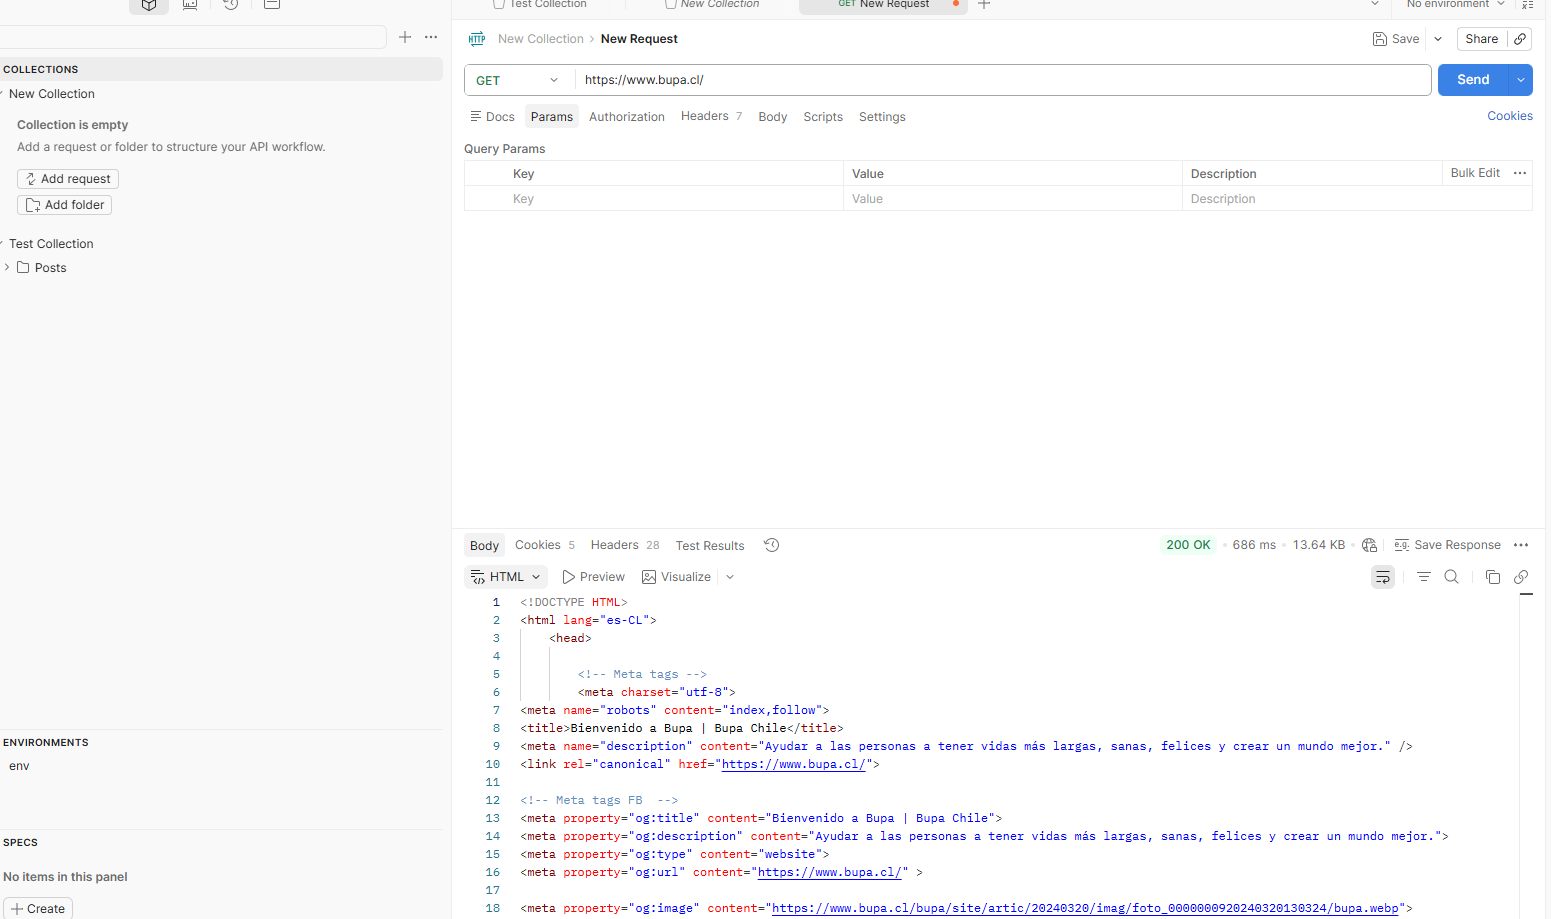 Test Collection
New Collection
GET New Request
No environment
New Collection > New Request
Save
Share
COLLECTIONS
New Collection
Collection is empty
Add a request or folder to structure your API workflow.
Add request
Add folder
Test Collection
Posts
ENVIRONMENTS
env
SPECS
No items in this panel
Create
GET
https://www.bupa.cl/
Send
Docs
Params
Authorization
Headers 7
Body
Scripts
Settings
Cookies
Query Params
Key Value Description Bulk Edit
Key Value Description
Body
Cookies 5
Headers 28
Test Results
200 OK • 686 ms • 13.64 KB
e.g. Save Response
HTML
Preview
Visualize
1 <!DOCTYPE HTML>
2 <html lang="es-CL">
3 <head>
4
5 <!-- Meta tags -->
6 <meta charset="utf-8">
7 <meta name="robots" content="index,follow">
8 <title>Bienvenido a Bupa | Bupa Chile</title>
9 <meta name="description" content="Ayudar a las personas a tener vidas más largas, sanas, felices y crear un mundo mejor." />
10 <link rel="canonical" href="https://www.bupa.cl/">
11
12 <!-- Meta tags FB  -->
13 <meta property="og:title" content="Bienvenido a Bupa | Bupa Chile">
14 <meta property="og:description" content="Ayudar a las personas a tener vidas más largas, sanas, felices y crear un mundo mejor.">
15 <meta property="og:type" content="website">
16 <meta property="og:url" content="https://www.bupa.cl/" >
17
18 <meta property="og:image" content="https://www.bupa.cl/bupa/site/artic/20240320/imag/foto_0000000920240320130324/bupa.webp">